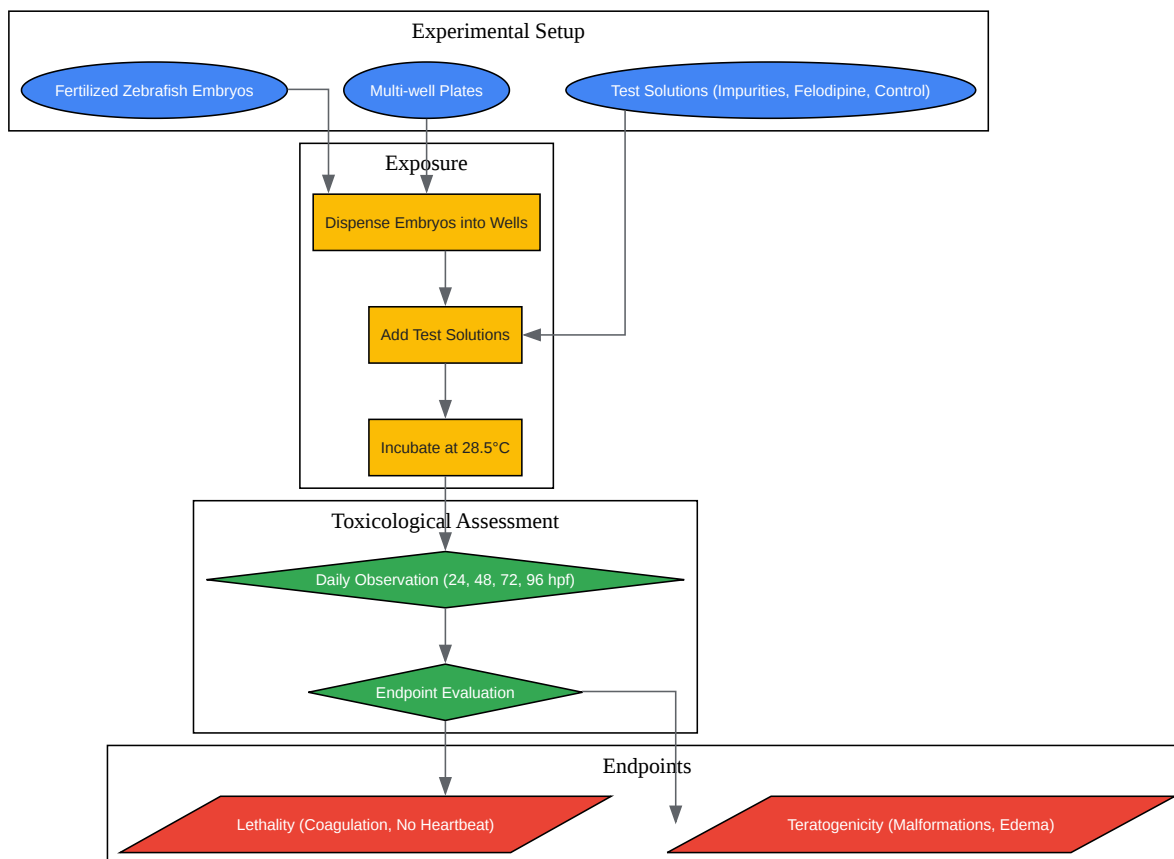 Experimental Setup
Fertilized Zebrafish Embryos
Multi-well Plates
Test Solutions (Impurities, Felodipine, Control)
Exposure
Dispense Embryos into Wells
Add Test Solutions
Incubate at 28.5°C
Toxicological Assessment
Daily Observation (24, 48, 72, 96 hpf)
Endpoint Evaluation
Endpoints
Lethality (Coagulation, No Heartbeat)
Teratogenicity (Malformations, Edema)